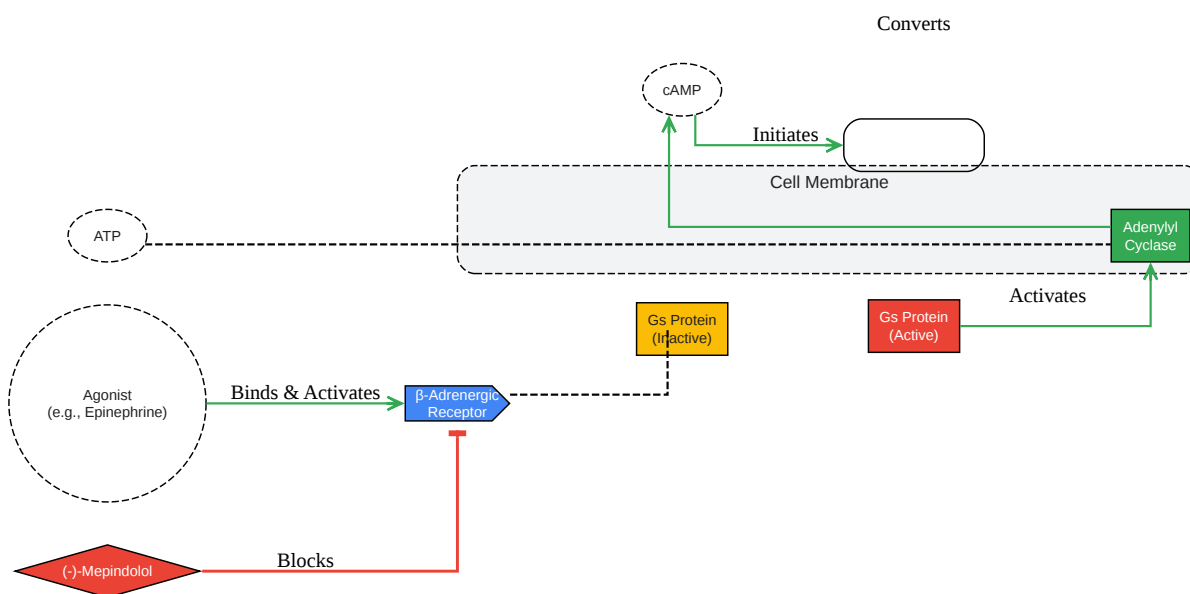 Converts
cAMP
Initiates
Cell Membrane
ATP
Adenylyl
Cyclase
Activates
Gs Protein
(Inactive)
Gs Protein
(Active)
Agonist
(e.g., Epinephrine)
Binds & Activates
β-Adrenergic
Receptor
Blocks
(-)-Mepindolol